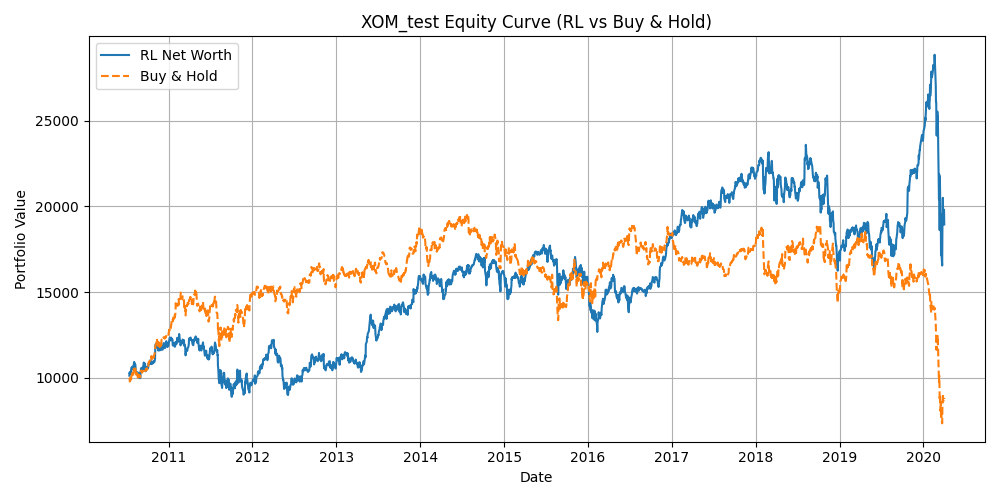 XOM_test Equity Curve (RL vs Buy & Hold)
RL Net Worth
Buy & Hold
Portfolio Value
25000
20000
15000
10000
2011 2012 2013 2014 2015 2016 2017 2018 2019 2020
Date